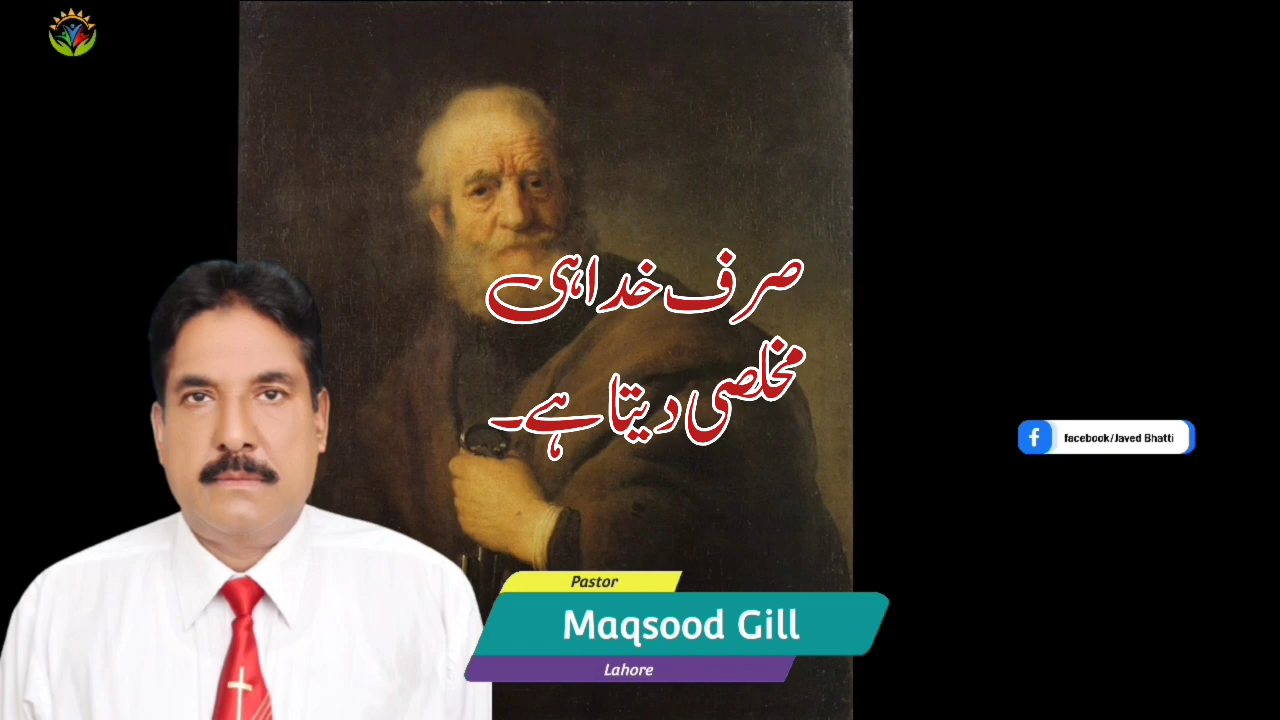 صرف خدا ہی
مخلصی دیتا ہے۔
facebook/Javed Bhatti
Pastor
Maqsood Gill
Lahore